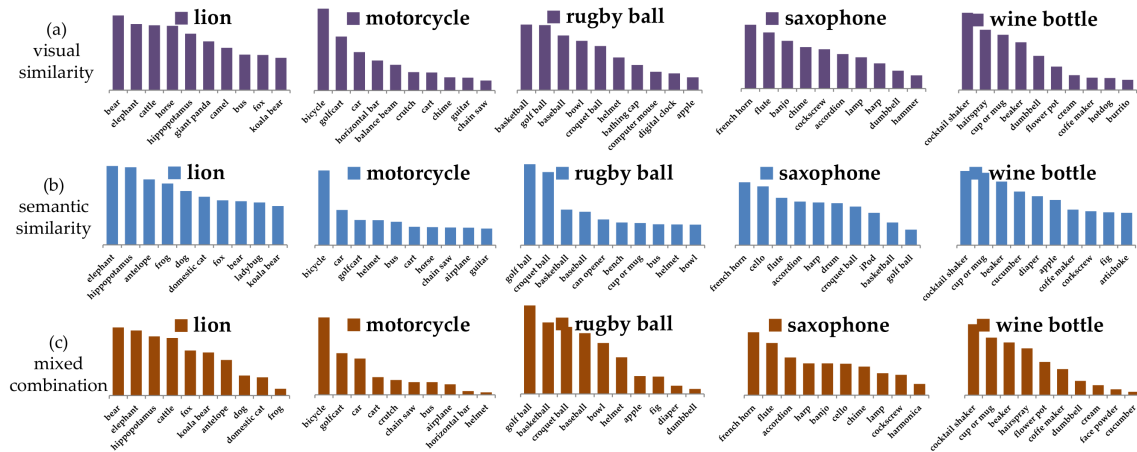 (a)
visual
similarity
lion
bear
elephant
cattle
horse
hippopotamus
giant panda
camel
bus
fox
koala bear
motorcycle
bicycle
golfcart
car
horizontal bar
balance beam
crutch
cart
chime
guitar
chain saw
rugby ball
basketball
golf ball
baseball
bowl
croquet ball
helmet
bathing cap
computer mouse
digital clock
apple
saxophone
french horn
flute
banjo
chime
cockscrew
accordion
lamp
harp
dumbbell
hammer
wine bottle
cocktail shaker
hairspray
cup or mug
beaker
dumbbell
flower pot
cream
coffe maker
hotdog
burrito
(b)
semantic
similarity
lion
elephant
hippopotamus
antelope
frog
dog
domestic cat
fox
bear
ladybug
koala bear
motorcycle
bicycle
car
golfcart
helmet
bus
cart
horse
chain saw
airplane
guitar
rugby ball
golf ball
croquet ball
basketball
baseball
can opener
bench
cup or mug
bus
helmet
bowl
saxophone
french horn
cello
flute
accordion
harp
drum
croquet ball
iPod
basketball
golf ball
wine bottle
cocktail shaker
cup or mug
beaker
cucumber
diaper
apple
coffe maker
corkscrew
fig
artichoke
(c)
mixed
combination
lion
bear
elephant
hippopotamus
cattle
fox
koala bear
antelope
dog
domestic cat
frog
motorcycle
bicycle
golfcart
car
cart
crutch
chain saw
bus
airplane
horizontal bar
helmet
rugby ball
golf ball
basketball
croquet ball
baseball
bowl
helmet
apple
fig
diaper
dumbbell
saxophone
french horn
flute
accordion
harp
banjo
cello
chime
lamp
cockscrew
harmonica
wine bottle
cocktail shaker
cup or mug
beaker
hairspray
flower pot
coffe maker
dumbbell
cream
face powder
cucumber